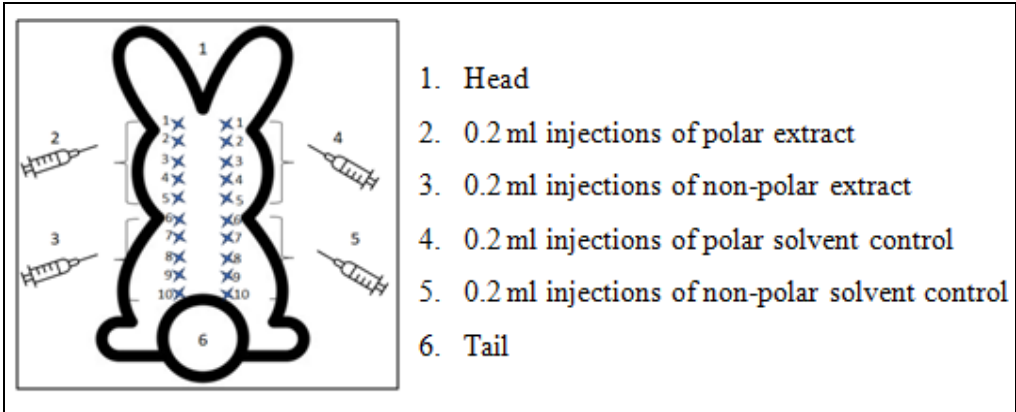 1
1 1
2 2
2 4
3 3
4 4
5 5
6 6
7 7
3 5
8 8
9 9
10 10
6
1. Head
2. 0.2 ml injections of polar extract
3. 0.2 ml injections of non-polar extract
4. 0.2 ml injections of polar solvent control
5. 0.2 ml injections of non-polar solvent control
6. Tail